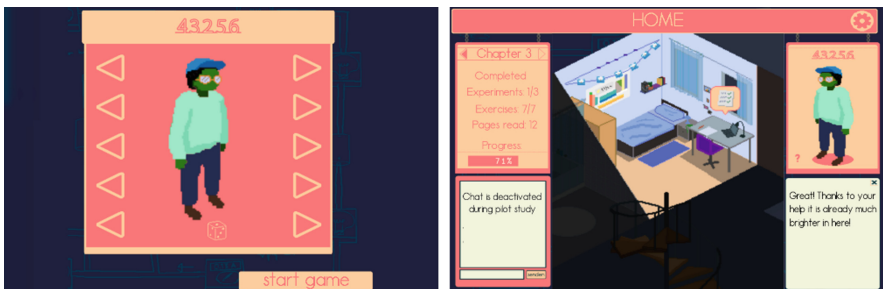 43256
start game
HOME
Chapter 3
Completed
Experiments: 1/3
Exercises: 7/7
Pages read: 12
Progress
71%
Chat is deactivated
during pilot study
senden
43256
?
x
Great! Thanks to your
help it is already much
brighter in here!